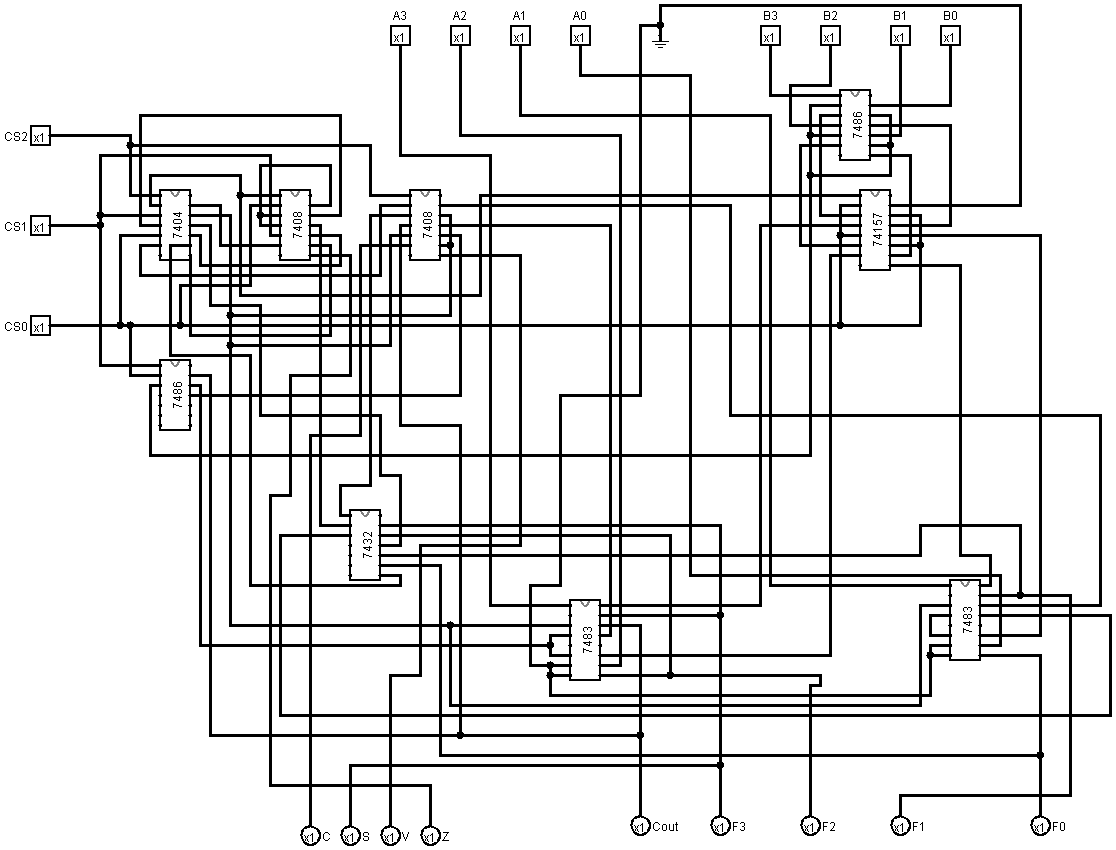 A3 A2 A1 A0 B3 B2 B1 B0
x1 x1 x1 x1 x1 x1 x1 x1
7486
CS2 x1
7404 7408 7408 74157
CS1 x1
CS0 x1
7486
7432
7483 7483
x1 C x1 S x1 V x1 Z x1 Cout x1 F3 x1 F2 x1 F1 x1 F0